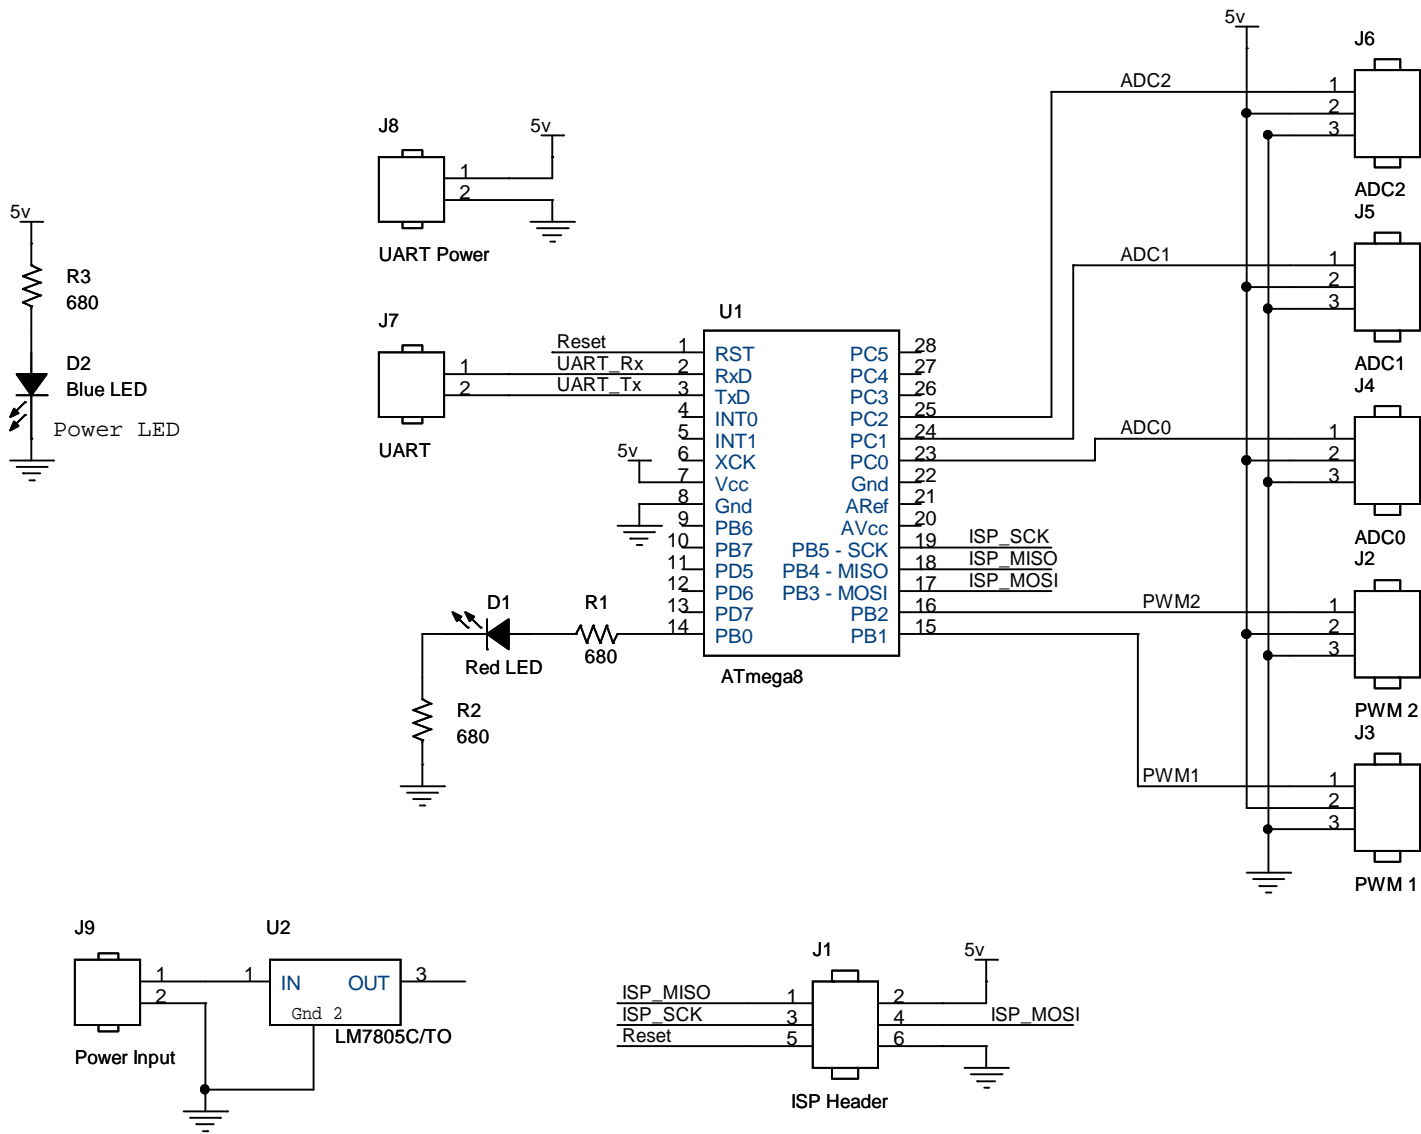 5v
R3
680
D2
Blue LED
Power LED
J8
5v
1
2
UART Power
J7
1
2
UART
Reset
UART_Rx
UART_Tx
5v
U1
1 RST
2 RxD
3 TxD
4 INT0
5 INT1
6 XCK
7 Vcc
8 Gnd
9 PB6
10 PB7
11 PD5
12 PD6
13 PD7
14 PB0
PC5 28
PC4 27
PC3 26
PC2 25
PC1 24
PC0 23
Gnd 22
ARef 21
AVcc 20
PB5 - SCK 19
PB4 - MISO 18
PB3 - MOSI 17
PB2 16
PB1 15
ATmega8
ISP_SCK
ISP_MISO
ISP_MOSI
D1
Red LED
R1
680
R2
680
5v
ADC2
J6
1
2
3
ADC2
ADC1
J5
1
2
3
ADC1
ADC0
J4
1
2
3
ADC0
PWM2
J2
1
2
3
PWM 2
PWM1
J3
1
2
3
PWM 1
J9
1
2
Power Input
U2
1 IN OUT 3
Gnd 2
LM7805C/TO
J1
5v
ISP_MISO 1 2
ISP_SCK 3 4 ISP_MOSI
Reset 5 6
ISP Header